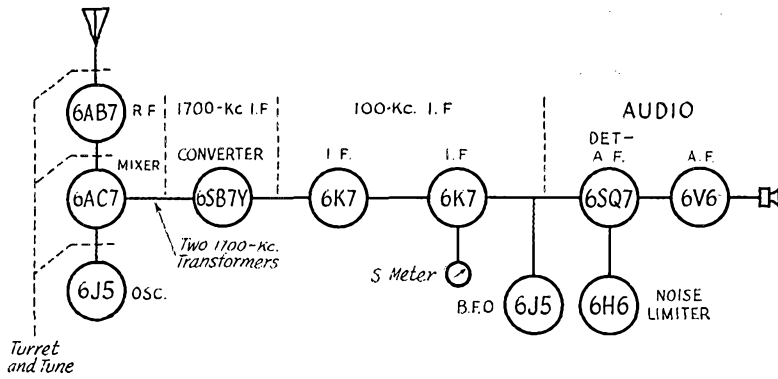 6AB7
R F
1700-Kc I.F
100-Kc. I. F
AUDIO
DET-
A. F.
MIXER
CONVERTER
I. F.
I. F
A. F.
6AC7
6SB7Y
6K7
6K7
6SQ7
6V6
Two 1700-Kc.
Transformers
S Meter
6J5
OSC.
B.F.O
6J5
6H6
NOISE
LIMITER
Turret
and Tune